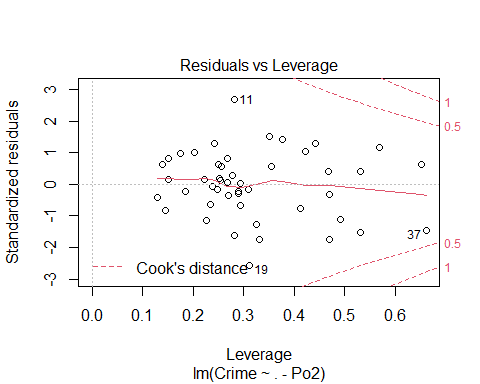 Residuals vs Leverage
Standardized residuals
3
2
1
0
-1
-2
-3
11
19
37
1
0.5
0.5
1
Cook's distance
0.0 0.1 0.2 0.3 0.4 0.5 0.6
Leverage
lm(Crime ~ . - Po2)